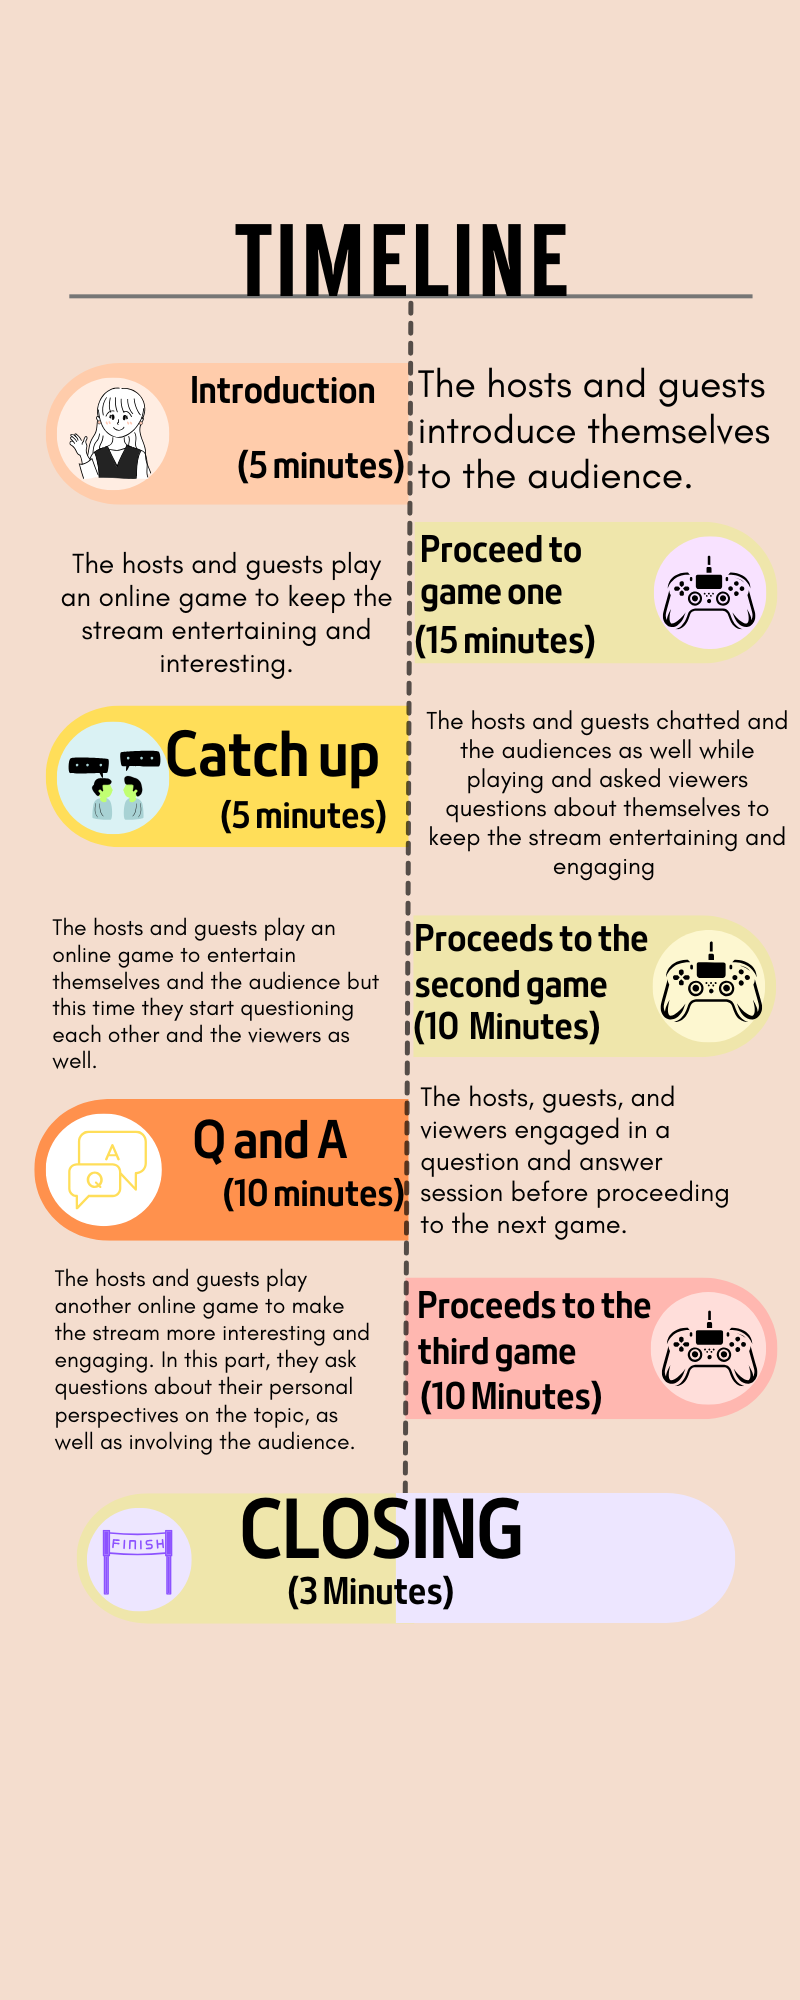 TIMELINE
Introduction
(5 minutes)
The hosts and guests
introduce themselves
to the audience.
Proceed to
game one
(15 minutes)
The hosts and guests play
an online game to keep the
stream entertaining and
interesting.
Catch up
(5 minutes)
The hosts and guests chatted and
the audiences as well while
playing and asked viewers
questions about themselves to
keep the stream entertaining and
engaging
Proceeds to the
second game
(10 Minutes)
The hosts and guests play an
online game to entertain
themselves and the audience but
this time they start questioning
each other and the viewers as
well.
A
Q
Q and A
(10 minutes)
The hosts, guests, and
viewers engaged in a
question and answer
session before proceeding
to the next game.
Proceeds to the
third game
(10 Minutes)
The hosts and guests play
another online game to make
the stream more interesting and
engaging. In this part, they ask
questions about their personal
perspectives on the topic, as
well as involving the audience.
FINISH
CLOSING
(3 Minutes)